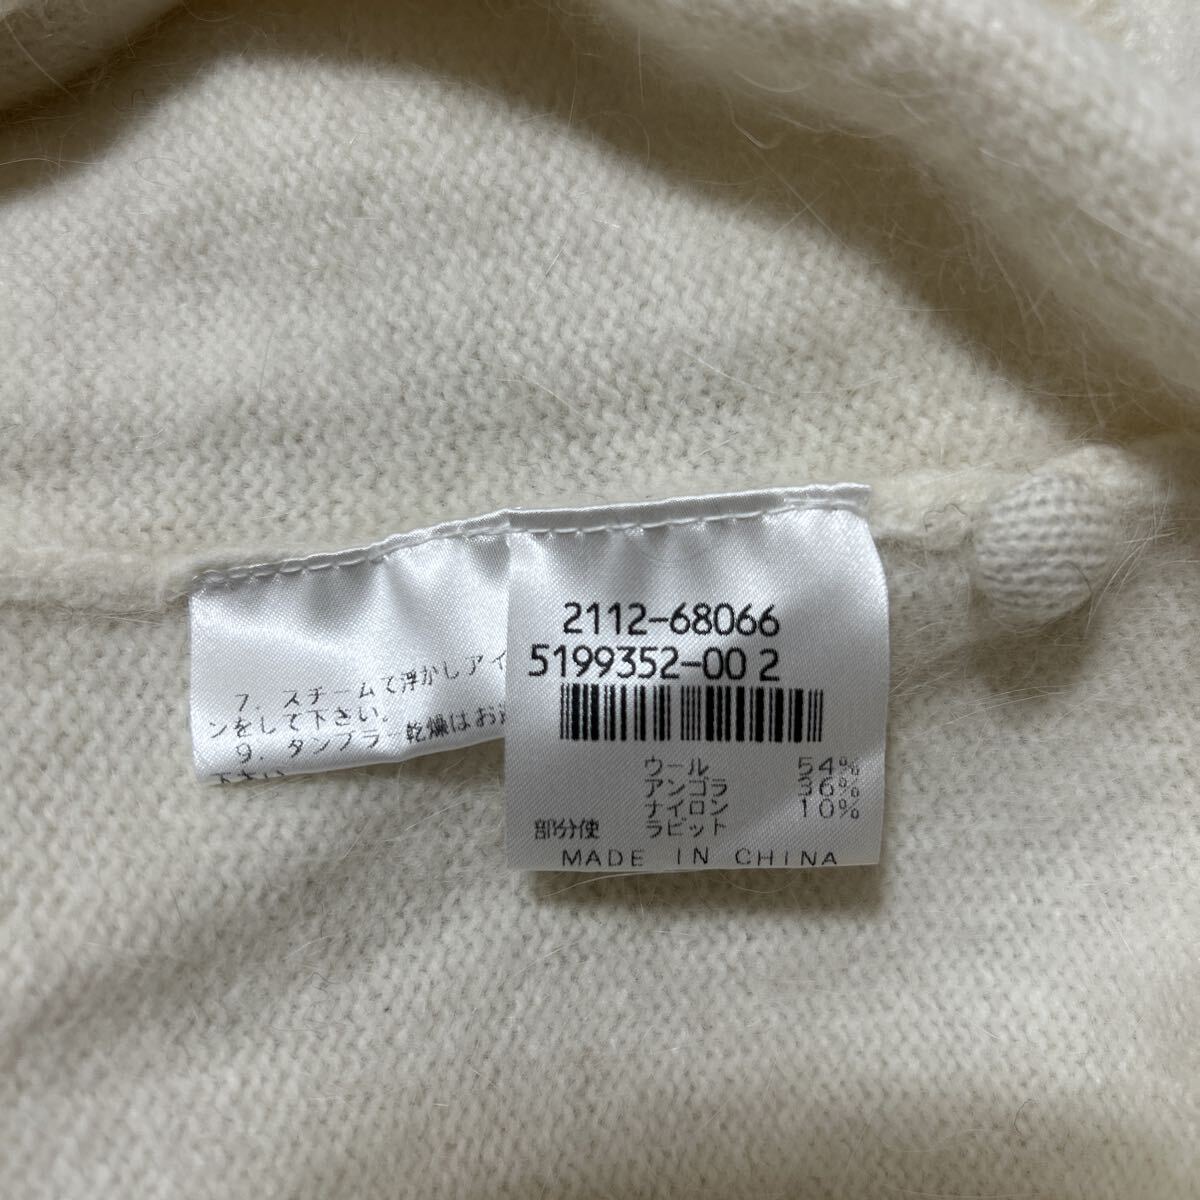 7. スチームで浮かしアイ
ンをして下さい。
9. タンブラー乾燥はお
下さい
2112-68066
5199352-00 2
ウール 54%
アンゴラ 36%
ナイロン 10%
部分使 ラビット
MADE IN CHINA